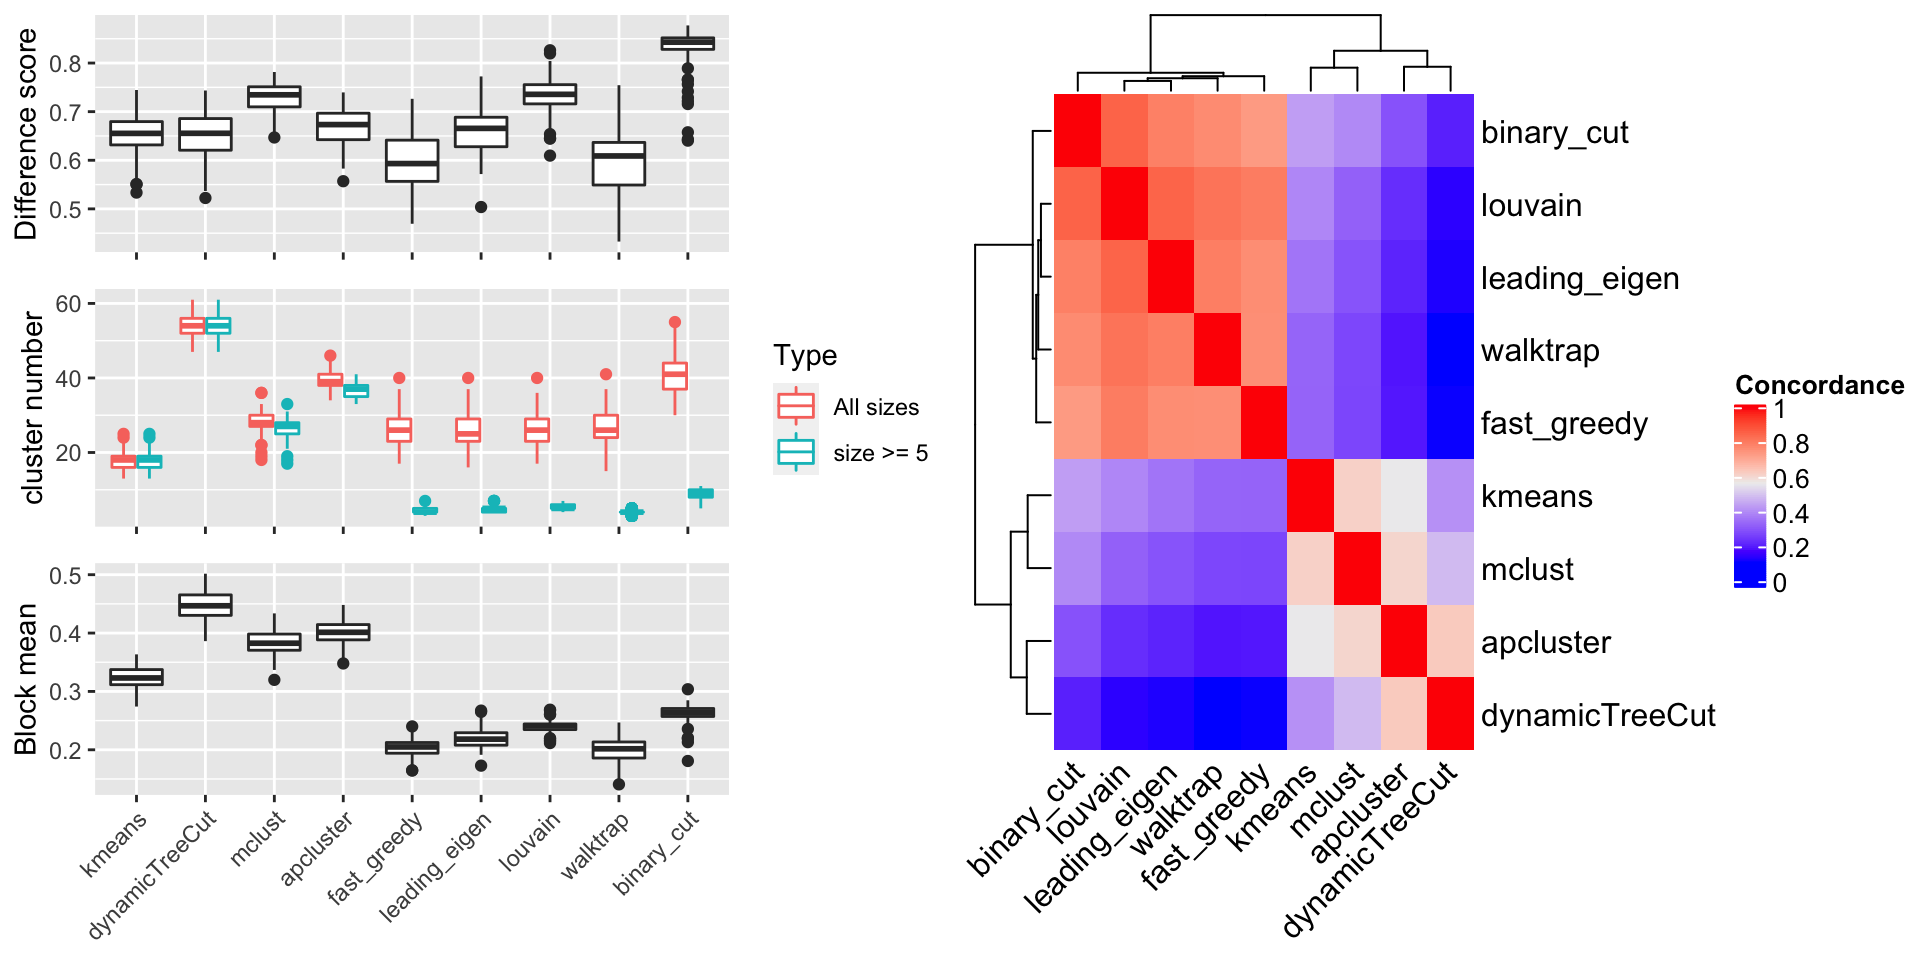 Difference score
0.8
0.7
0.6
0.5
cluster number
60
40
20
Block mean
0.5
0.4
0.3
0.2
kmeans
dynamicTreeCut
mclust
apcluster
fast_greedy
leading_eigen
louvain
walktrap
binary_cut
Type
All sizes
size >= 5
binary_cut
louvain
leading_eigen
walktrap
fast_greedy
kmeans
mclust
apcluster
dynamicTreeCut
binary_cut
louvain
leading_eigen
walktrap
fast_greedy
kmeans
mclust
apcluster
dynamicTreeCut
Concordance
1
0.8
0.6
0.4
0.2
0